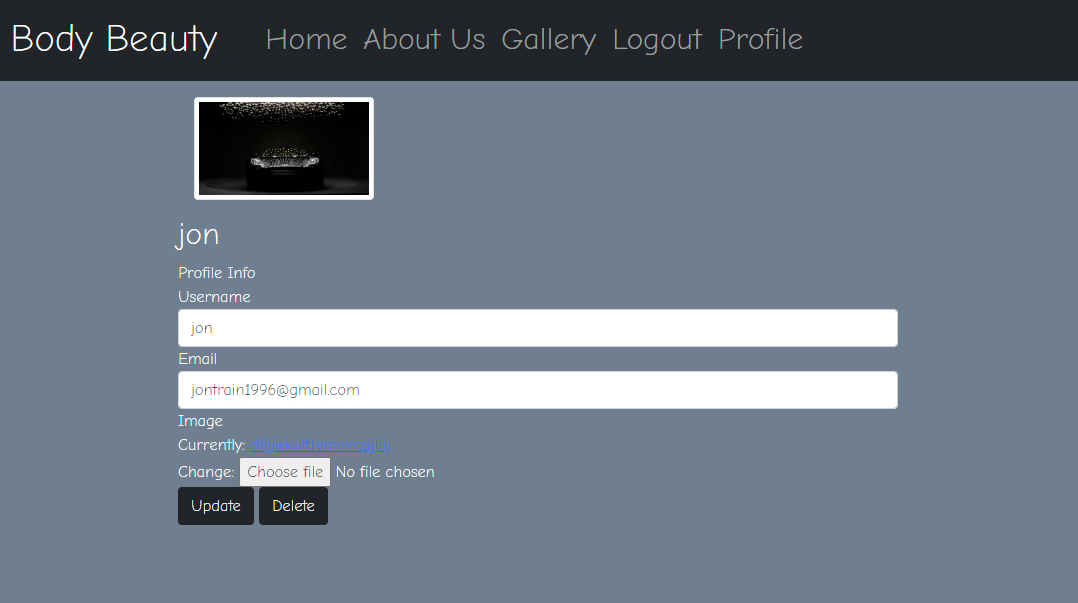 Body Beauty Home About Us Gallery Logout Profile
jon
Profile Info
Username
jon
Email
jontrain1996@gmail.com
Image
Currently:
Change: Choose file No file chosen
Update Delete